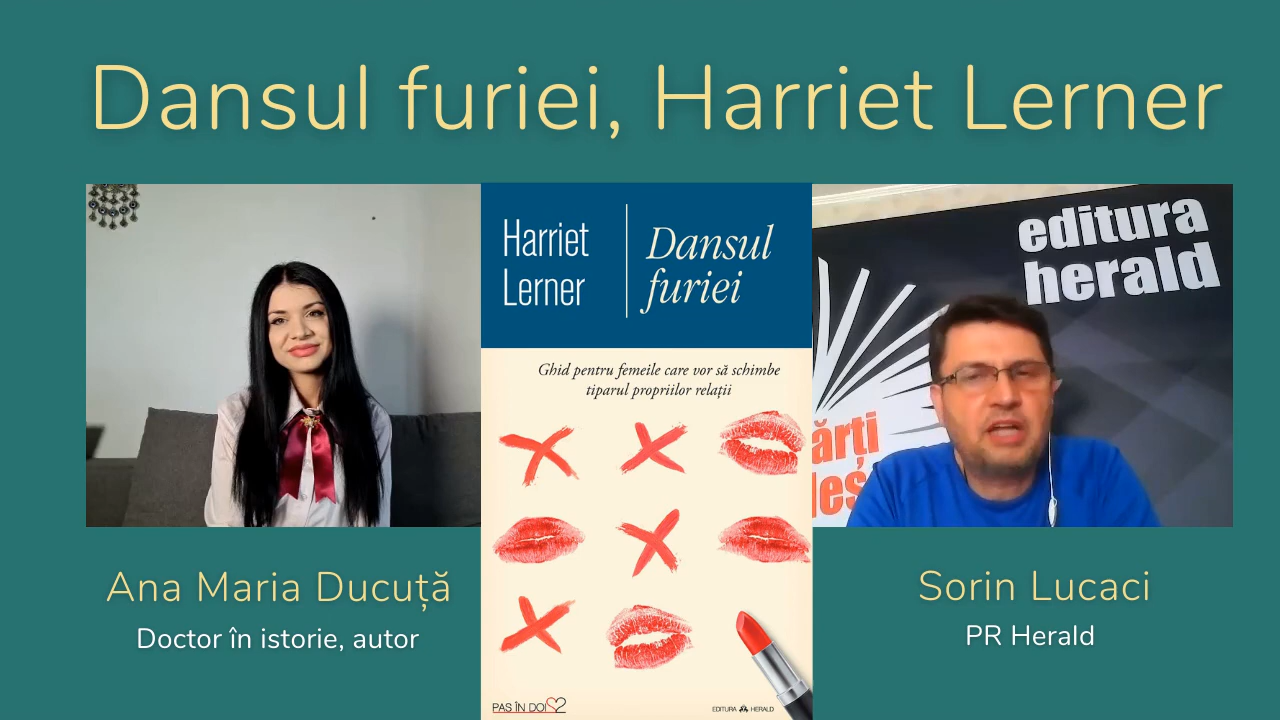 Dansul furiei, Harriet Lerner
editura
herald
ărți
Harriet
Lerner
Dansul
furiei
Ghid pentru femeile care vor să schimbe
tiparul propriilor relații
PAS ÎN DOI
EDITURA HERALD
Ana Maria Ducuță
Doctor în istorie, autor
Sorin Lucaci
PR Herald